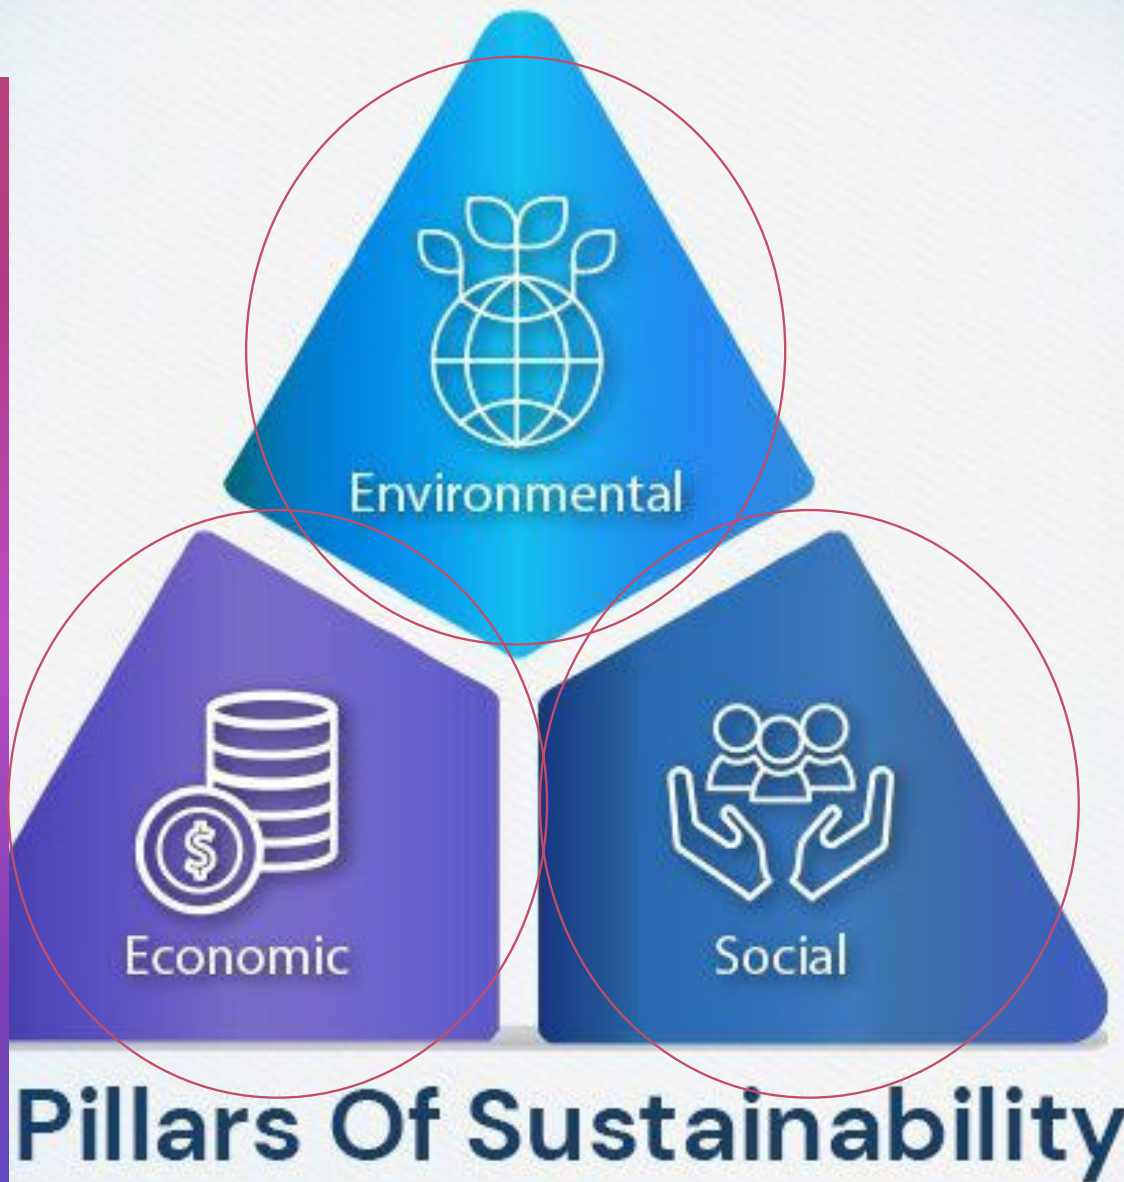 Environmental
Economic
Social
$
Pillars Of Sustainability